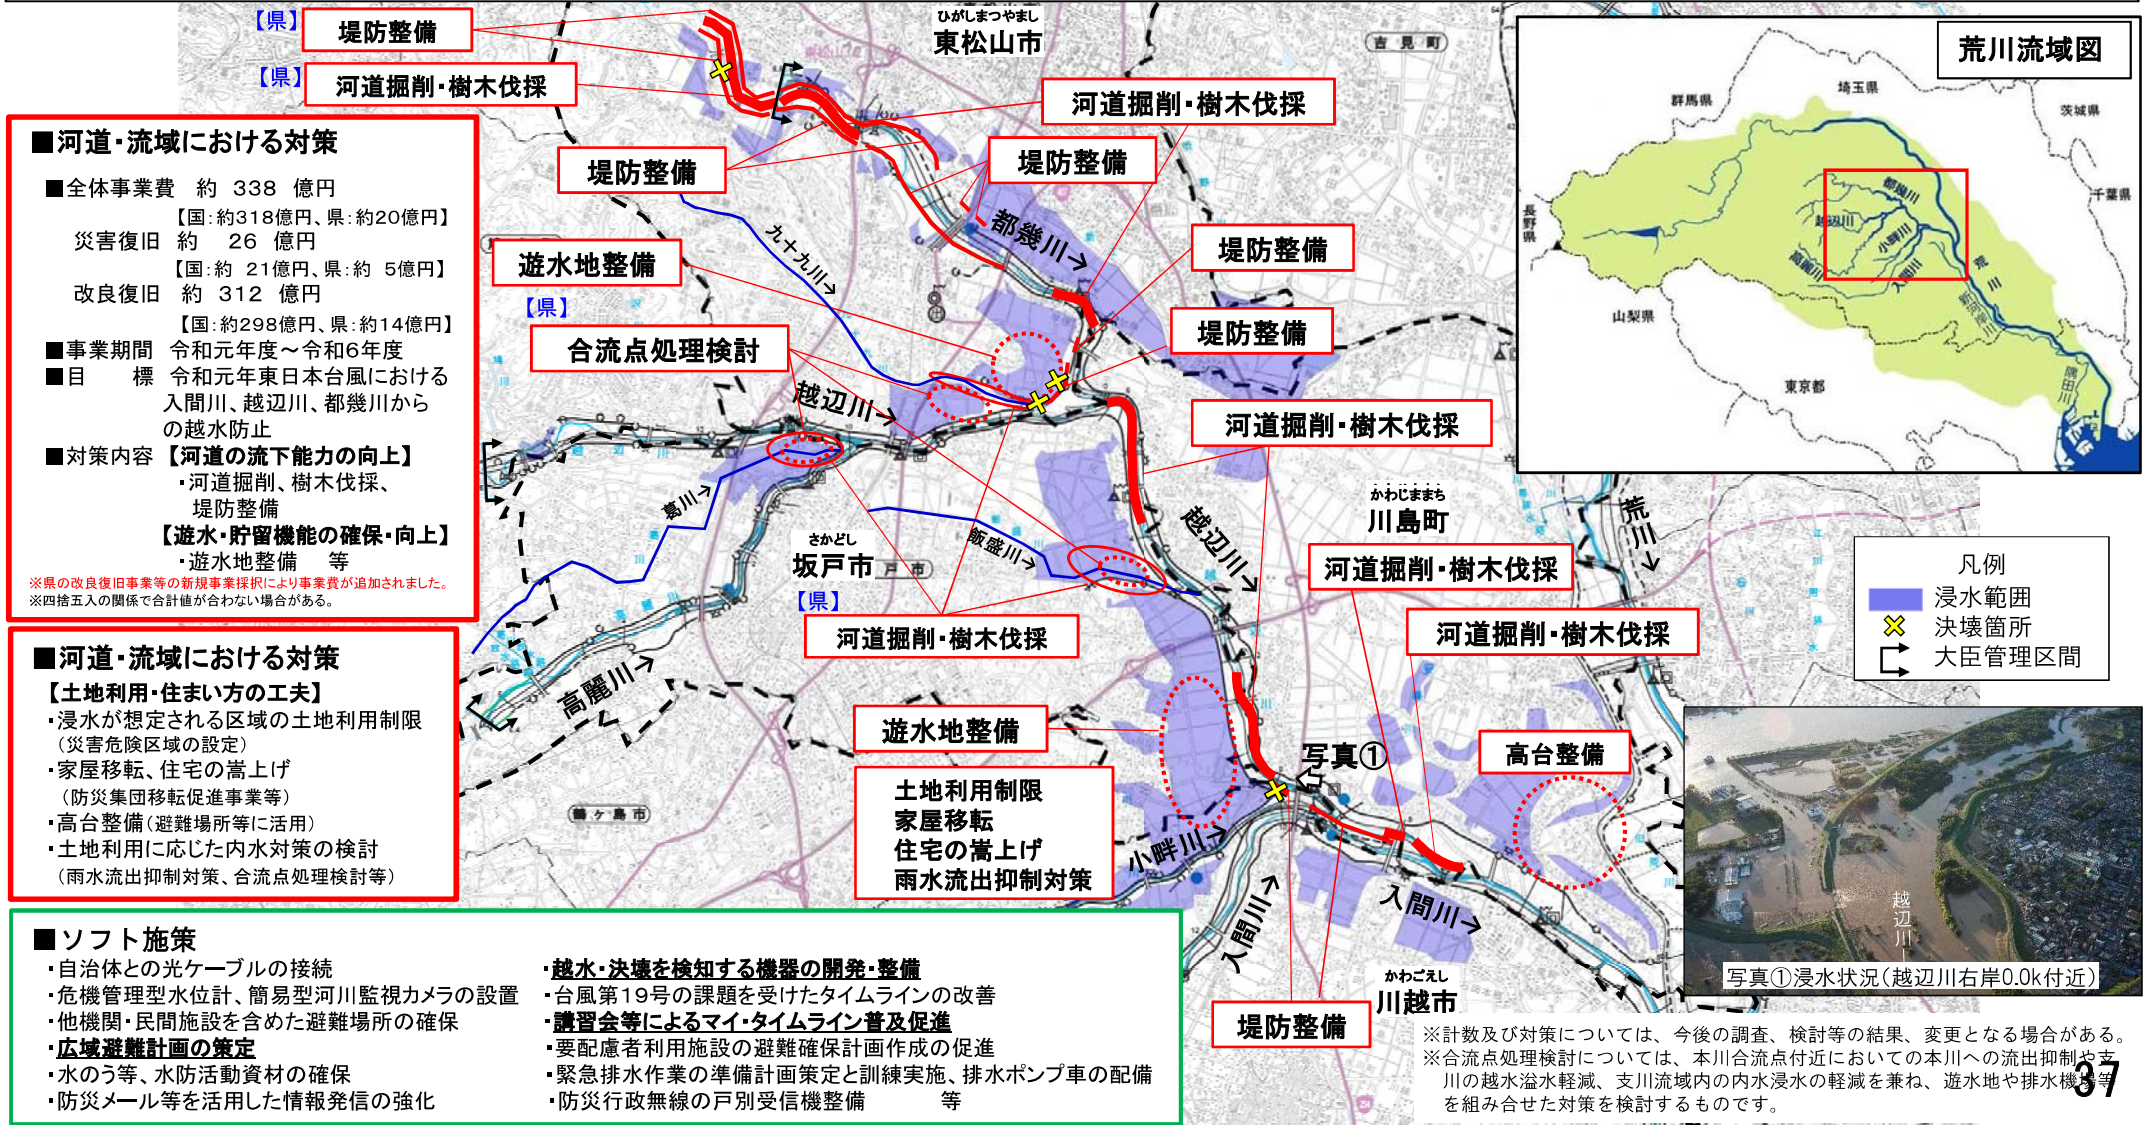 【県】
堤防整備
【県】
河道掘削・樹木伐採
ひがしまつやまし
東松山市
吉見町
河道掘削・樹木伐採
堤防整備
堤防整備
荒川流域図
群馬県
埼玉県
茨城県
千葉県
長野県
山梨県
東京都
都幾川
越辺川
小畔川
高麗川
入間川
荒川
新河岸川
隅田川
■河道・流域における対策
■全体事業費 約 338 億円
【国:約318億円、県:約20億円】
災害復旧 約 26 億円
【国:約 21億円、県:約 5億円】
改良復旧 約 312 億円
【国:約298億円、県:約14億円】
■事業期間 令和元年度～令和6年度
■目 標 令和元年東日本台風における
入間川、越辺川、都幾川から
の越水防止
■対策内容 【河道の流下能力の向上】
・河道掘削、樹木伐採、
堤防整備
【遊水・貯留機能の確保・向上】
・遊水地整備 等
※県の改良復旧事業等の新規事業採択により事業費が追加されました。
※四捨五入の関係で合計値が合わない場合がある。
九十九川→
都幾川→
遊水地整備
堤防整備
【県】
合流点処理検討
堤防整備
越辺川→
河道掘削・樹木伐採
葛川→
さかどし
坂戸市
戸市
飯盛川→
越辺川→
かわじままち
川島町
荒川→
【県】
河道掘削・樹木伐採
河道掘削・樹木伐採
河道掘削・樹木伐採
高麗川→
凡例
浸水範囲
決壊箇所
大臣管理区間
■河道・流域における対策
【土地利用・住まい方の工夫】
・浸水が想定される区域の土地利用制限
（災害危険区域の設定）
・家屋移転、住宅の嵩上げ
（防災集団移転促進事業等）
・高台整備（避難場所等に活用）
・土地利用に応じた内水対策の検討
（雨水流出抑制対策、合流点処理検討等）
遊水地整備
写真①
高台整備
鶴ヶ島市
土地利用制限
家屋移転
住宅の嵩上げ
雨水流出抑制対策
小畔川→
入間川→
入間川→
かわごえし
川越市
堤防整備
越辺川
写真①浸水状況（越辺川右岸0.0k付近）
■ソフト施策
・自治体との光ケーブルの接続
・危機管理型水位計、簡易型河川監視カメラの設置
・他機関・民間施設を含めた避難場所の確保
・広域避難計画の策定
・水のう等、水防活動資材の確保
・防災メール等を活用した情報発信の強化
・越水・決壊を検知する機器の開発・整備
・台風第19号の課題を受けたタイムラインの改善
・講習会等によるマイ・タイムライン普及促進
・要配慮者利用施設の避難確保計画作成の促進
・緊急排水作業の準備計画策定と訓練実施、排水ポンプ車の配備
・防災行政無線の戸別受信機整備 等
※計数及び対策については、今後の調査、検討等の結果、変更となる場合がある。
※合流点処理検討については、本川合流点付近においての本川への流出抑制や支
川の越水溢水軽減、支川流域内の内水浸水の軽減を兼ね、遊水地や排水機場等
を組み合せた対策を検討するものです。
37